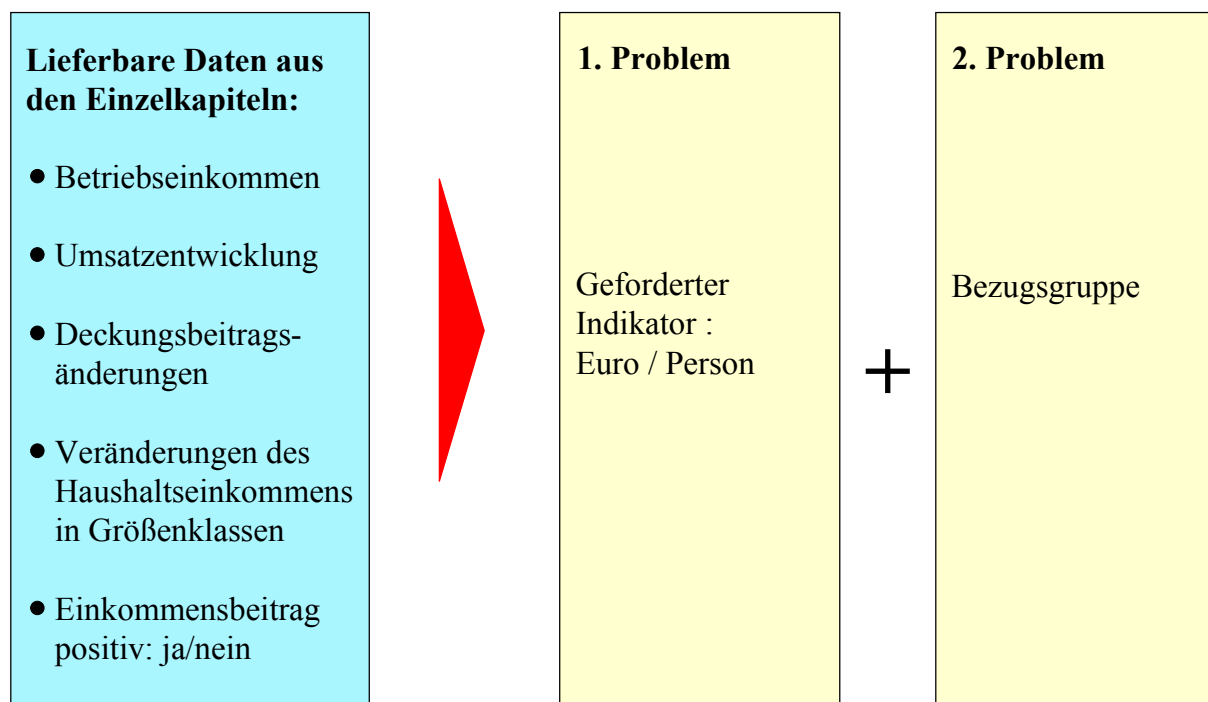 Lieferbare Daten aus
den Einzelkapiteln:
• Betriebseinkommen
• Umsatzentwicklung
• Deckungsbeitrags-
änderungen
• Veränderungen des
Haushaltseinkommens
in Größenklassen
• Einkommensbeitrag
positiv: ja/nein
1. Problem
Geforderter
Indikator :
Euro / Person
+
2. Problem
Bezugsgruppe